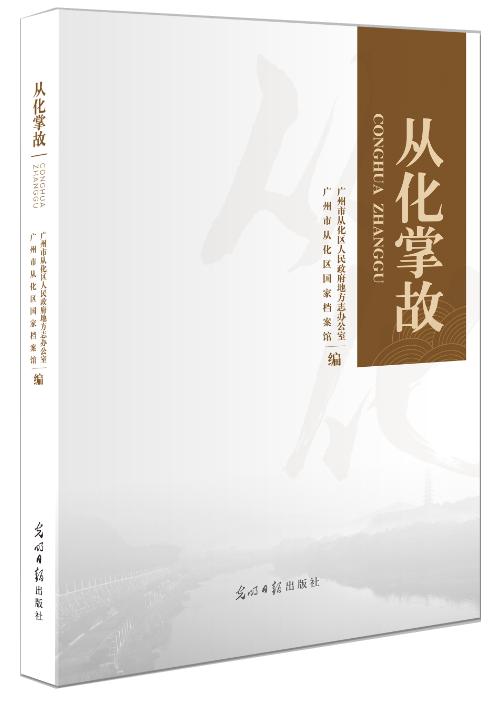 从化掌故
CONGHUA
ZHANGGU
广州市从化区人民政府地方志办公室
广州市从化区国家档案馆
编
光明日报出版社
从化掌故
CONGHUA ZHANGGU
广州市从化区人民政府地方志办公室
广州市从化区国家档案馆
编
从化
光明日报出版社